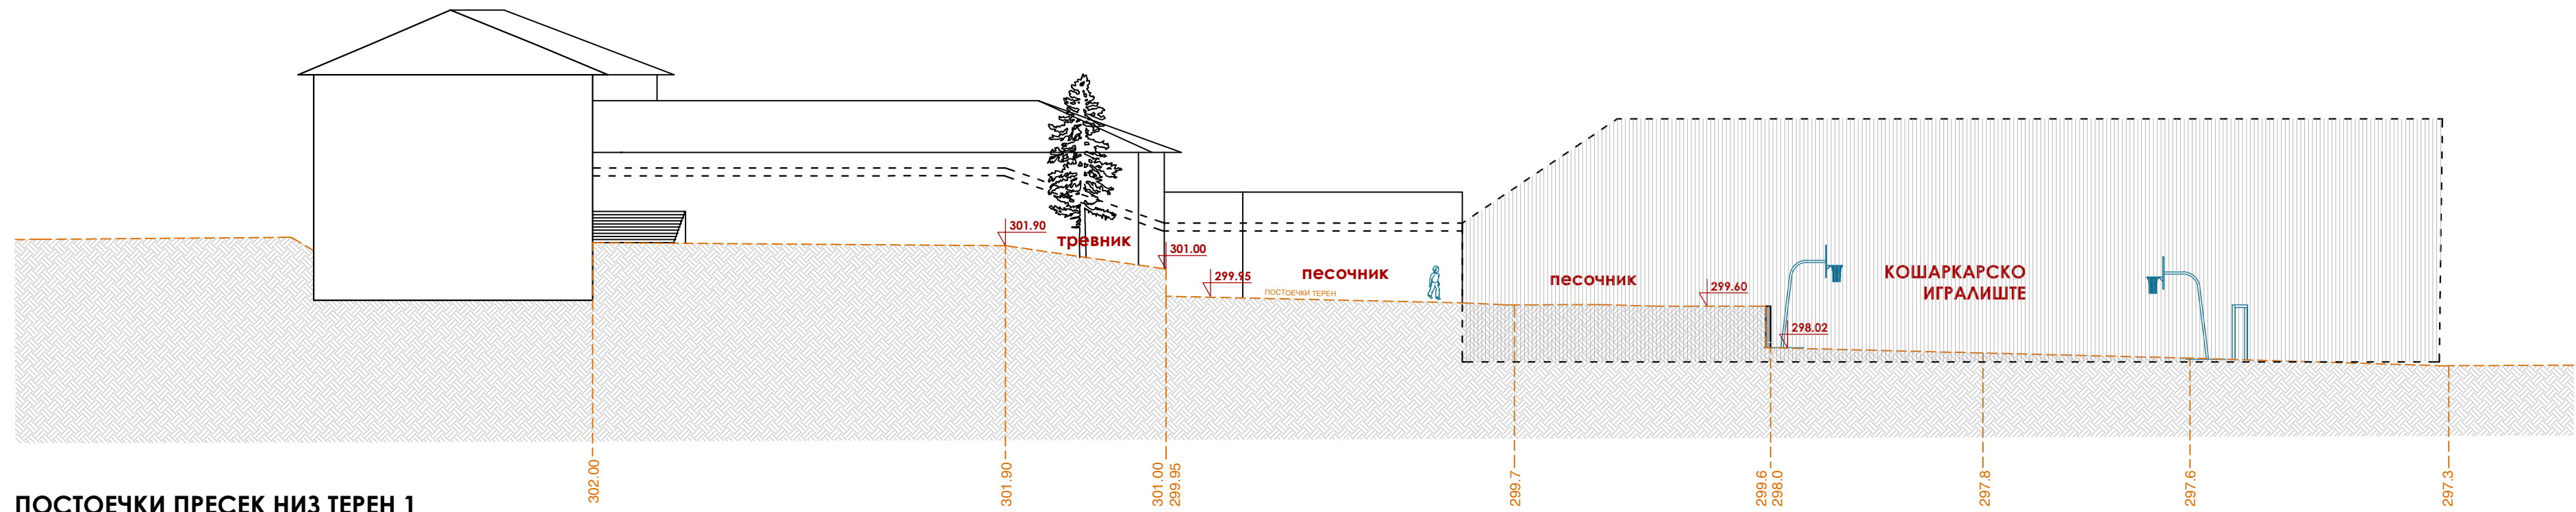 301.90
тревник
301.00
299.95
песочник
ПОСТОЕЧКИ ТЕРЕН
песочник
299.60
КОШАРКАРСКО
ИГРАЛИШТЕ
298.02
302.00
301.90
301.00
299.95
299.7
299.6
298.0
297.8
297.6
297.3
ПОСТОЕЧКИ ПРЕСЕК НИЗ ТЕРЕН 1